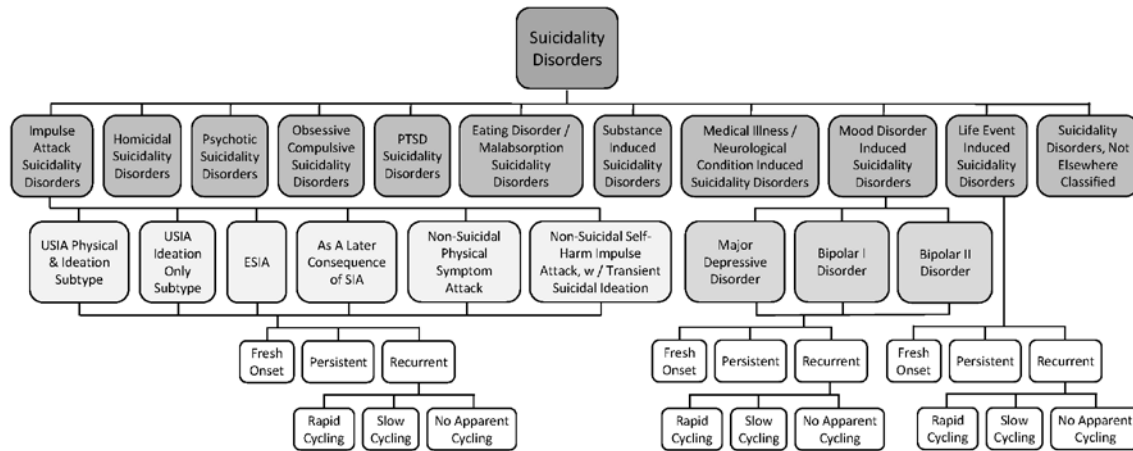 Suicidality
Disorders
Impulse
Attack
Suicidality
Disorders
Homicidal
Suicidality
Disorders
Psychotic
Suicidality
Disorders
Obsessive
Compulsive
Suicidality
Disorders
PTSD
Suicidality
Disorders
Eating Disorder /
Malabsorption
Suicidality
Disorders
Substance
Induced
Suicidality
Disorders
Medical Illness /
Neurological
Condition Induced
Suicidality Disorders
Mood Disorder
Induced
Suicidality
Disorders
Life Event
Induced
Suicidality
Disorders
Suicidality
Disorders, Not
Elsewhere
Classified
USIA Physical
& Ideation
Subtype
USIA
Ideation
Only
Subtype
ESIA
As A Later
Consequence
of SIA
Non-Suicidal
Physical
Symptom
Attack
Non-Suicidal Self-
Harm Impulse
Attack, w / Transient
Suicidal Ideation
Major
Depressive
Disorder
Bipolar I
Disorder
Bipolar II
Disorder
Fresh
Onset
Persistent
Recurrent
Rapid
Cycling
Slow
Cycling
No Apparent
Cycling
Fresh
Onset
Persistent
Recurrent
Rapid
Cycling
Slow
Cycling
No Apparent
Cycling
Fresh
Onset
Persistent
Recurrent
Rapid
Cycling
Slow
Cycling
No Apparent
Cycling